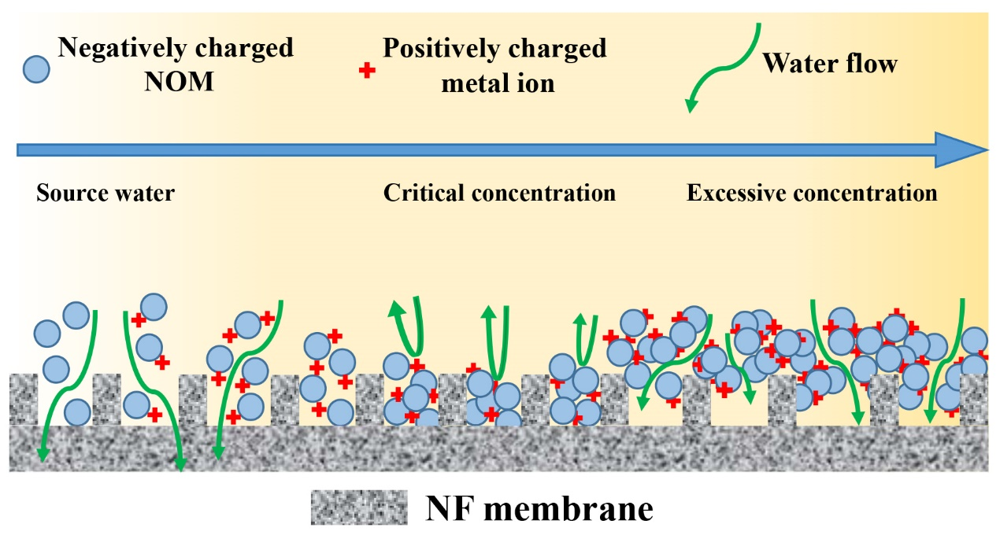 Negatively charged
NOM
Positively charged
metal ion
Water flow
Source water
Critical concentration
Excessive concentration
NF membrane